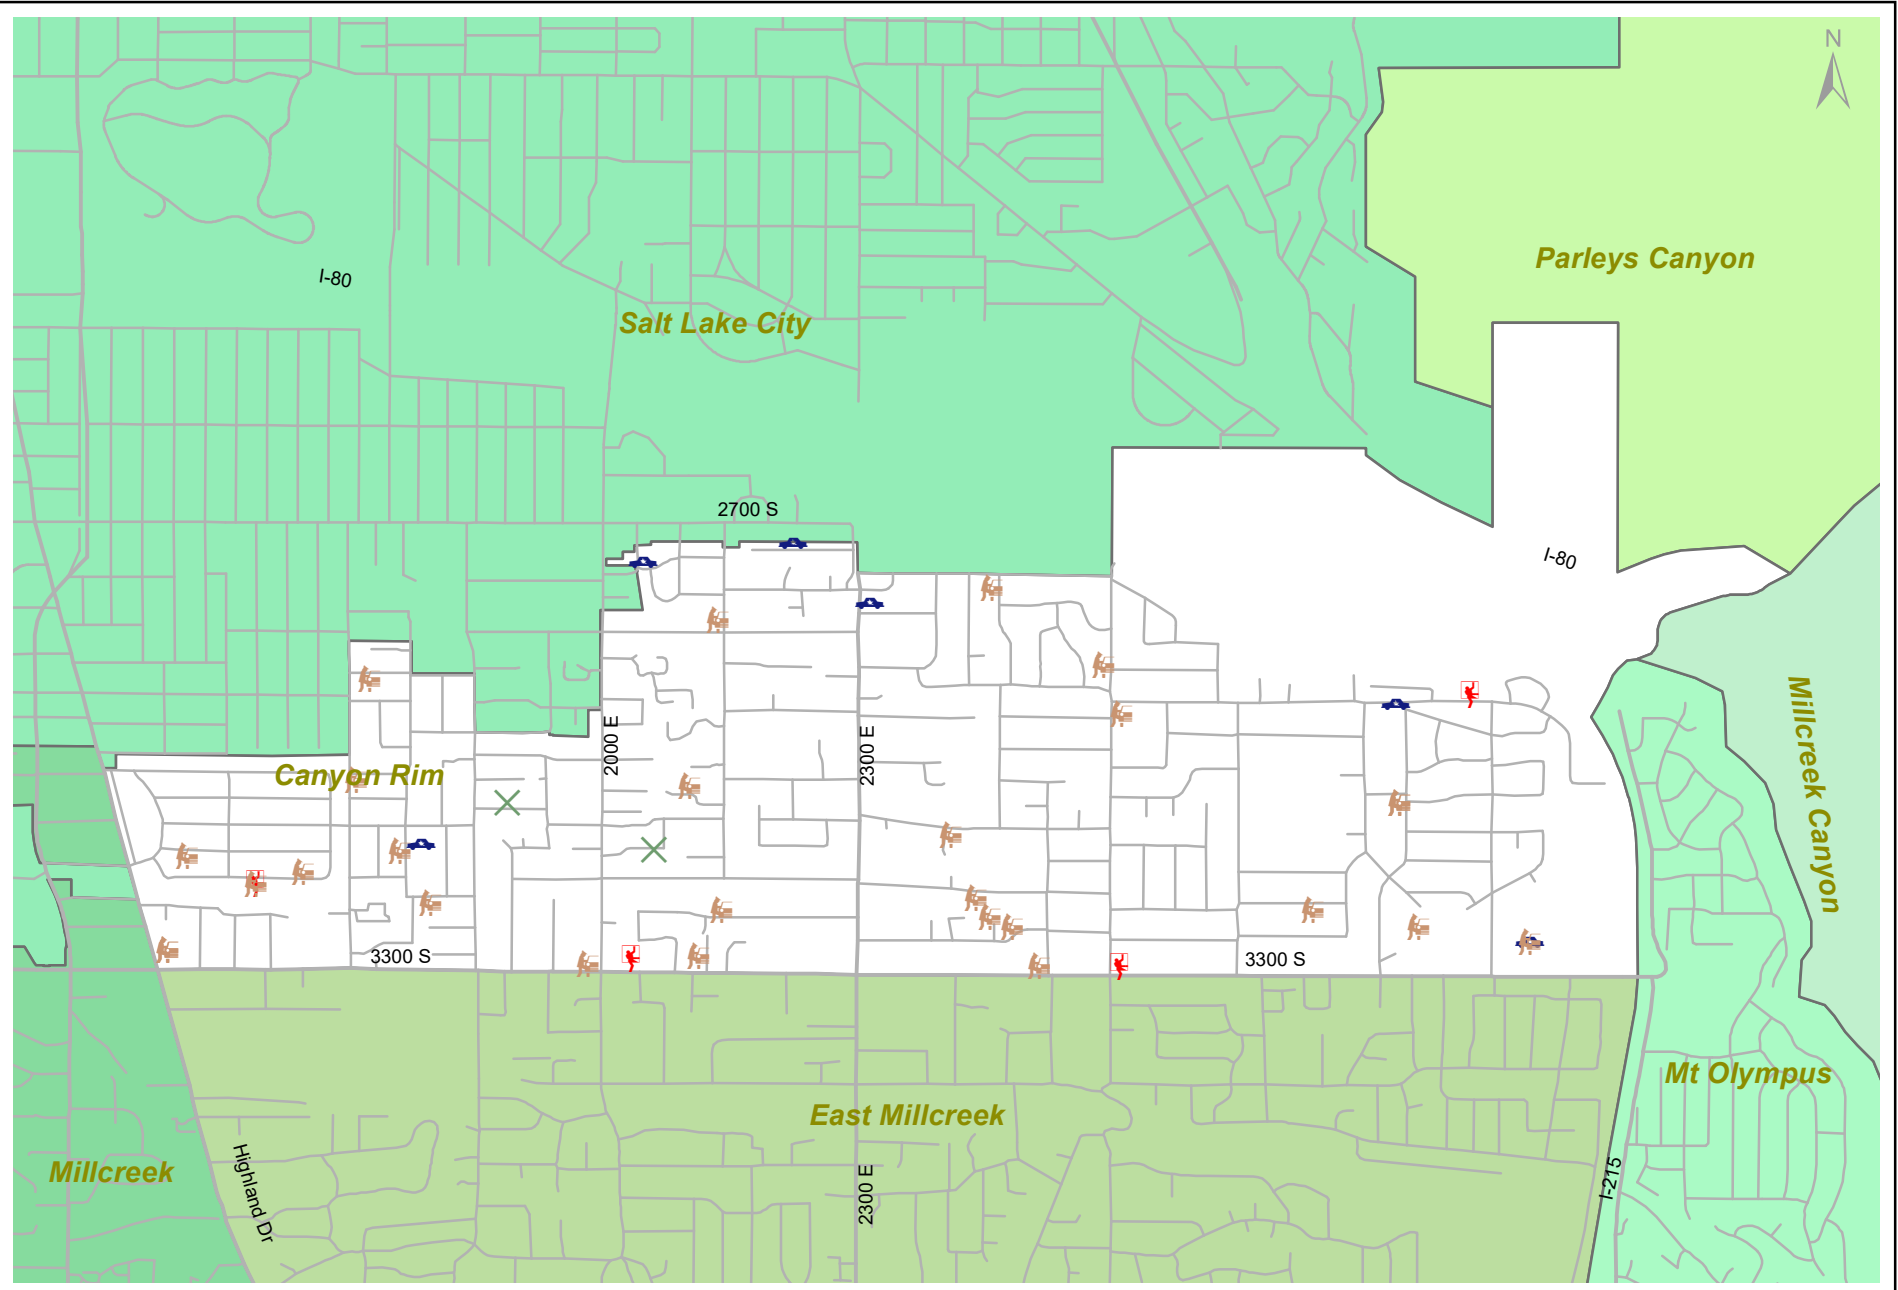 N
Parleys Canyon
I-80
Salt Lake City
2700 S
I-80
2000 E
2300 E
Canyon Rim
Millcreek Canyon
3300 S
3300 S
Mt Olympus
East Millcreek
Millcreek
Highland Dr
2300 E
I-215